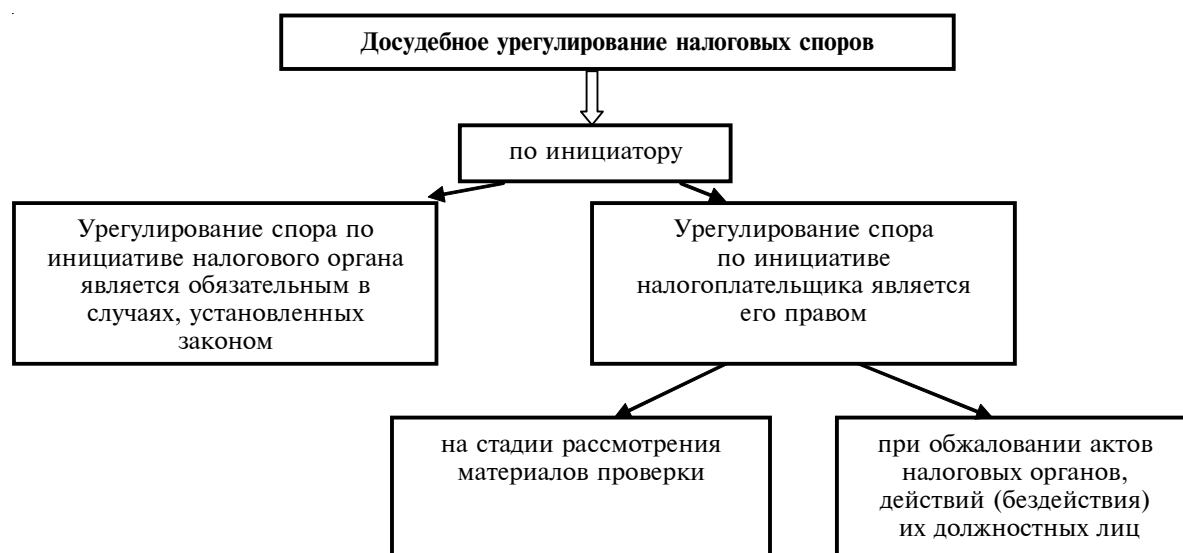 Досудебное урегулирование налоговых споров
по инициатору
Урегулирование спора по
инициативе налогового органа
является обязательным в
случаях, установленных
законом
Урегулирование спора
по инициативе
налогоплательщика является
его правом
на стадии рассмотрения
материалов проверки
при обжаловании актов
налоговых органов,
действий (бездействия)
их должностных лиц